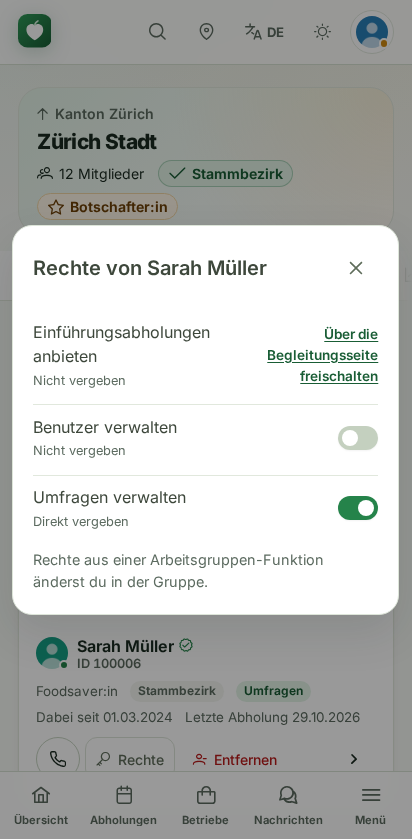 DE
Kanton Zürich
Zürich Stadt
12 Mitglieder Stammbezirk
Botschafter:in
Rechte von Sarah Müller
Einführungsabholungen anbieten
Nicht vergeben
Über die
Begleitungsseite
freischalten
Benutzer verwalten
Nicht vergeben
Umfragen verwalten
Direkt vergeben
Rechte aus einer Arbeitsgruppen-Funktion
änderst du in der Gruppe.
Sarah Müller
ID 100006
Foodsaver:in Stammbezirk Umfragen
Dabei seit 01.03.2024 Letzte Abholung 29.10.2026
Rechte Entfernen
Übersicht Abholungen Betriebe Nachrichten Menü